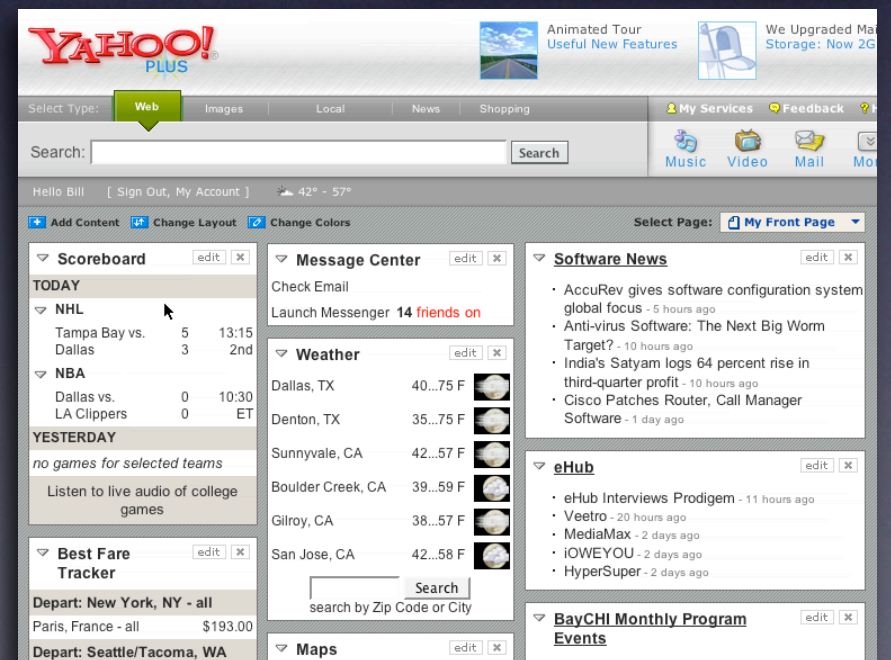 YAHOO!
PLUS
Animated Tour
Useful New Features
We Upgraded Mai
Storage: Now 2G
Select Type:
Web
Images
Local
News
Shopping
My Services
Feedback
Search:
Search
Music
Video
Mail
Mor
Hello Bill
[ Sign Out, My Account ]
42° - 57°
Add Content
Change Layout
Change Colors
Select Page:
My Front Page
Scoreboard
edit
TODAY
NHL
Tampa Bay vs. 5 13:15
Dallas 3 2nd
NBA
Dallas vs. 0 10:30
LA Clippers 0 ET
YESTERDAY
no games for selected teams
Listen to live audio of college
games
Best Fare
Tracker
edit
Depart: New York, NY - all
Paris, France - all $193.00
Depart: Seattle/Tacoma, WA
Message Center
edit
Check Email
Launch Messenger 14 friends on
Weather
edit
Dallas, TX 40...75 F
Denton, TX 35...75 F
Sunnyvale, CA 42...57 F
Boulder Creek, CA 39...59 F
Gilroy, CA 38...57 F
San Jose, CA 42...58 F
Search
search by Zip Code or City
Maps
edit
Software News
edit
· AccuRev gives software configuration system
global focus - 5 hours ago
· Anti-virus Software: The Next Big Worm
Target? - 10 hours ago
· India's Satyam logs 64 percent rise in
third-quarter profit - 10 hours ago
· Cisco Patches Router, Call Manager
Software - 1 day ago
eHub
edit
· eHub Interviews Prodigem - 11 hours ago
· Veetro - 20 hours ago
· MediaMax - 2 days ago
· iOWEYOU - 2 days ago
· HyperSuper - 2 days ago
BayCHI Monthly Program
Events
edit